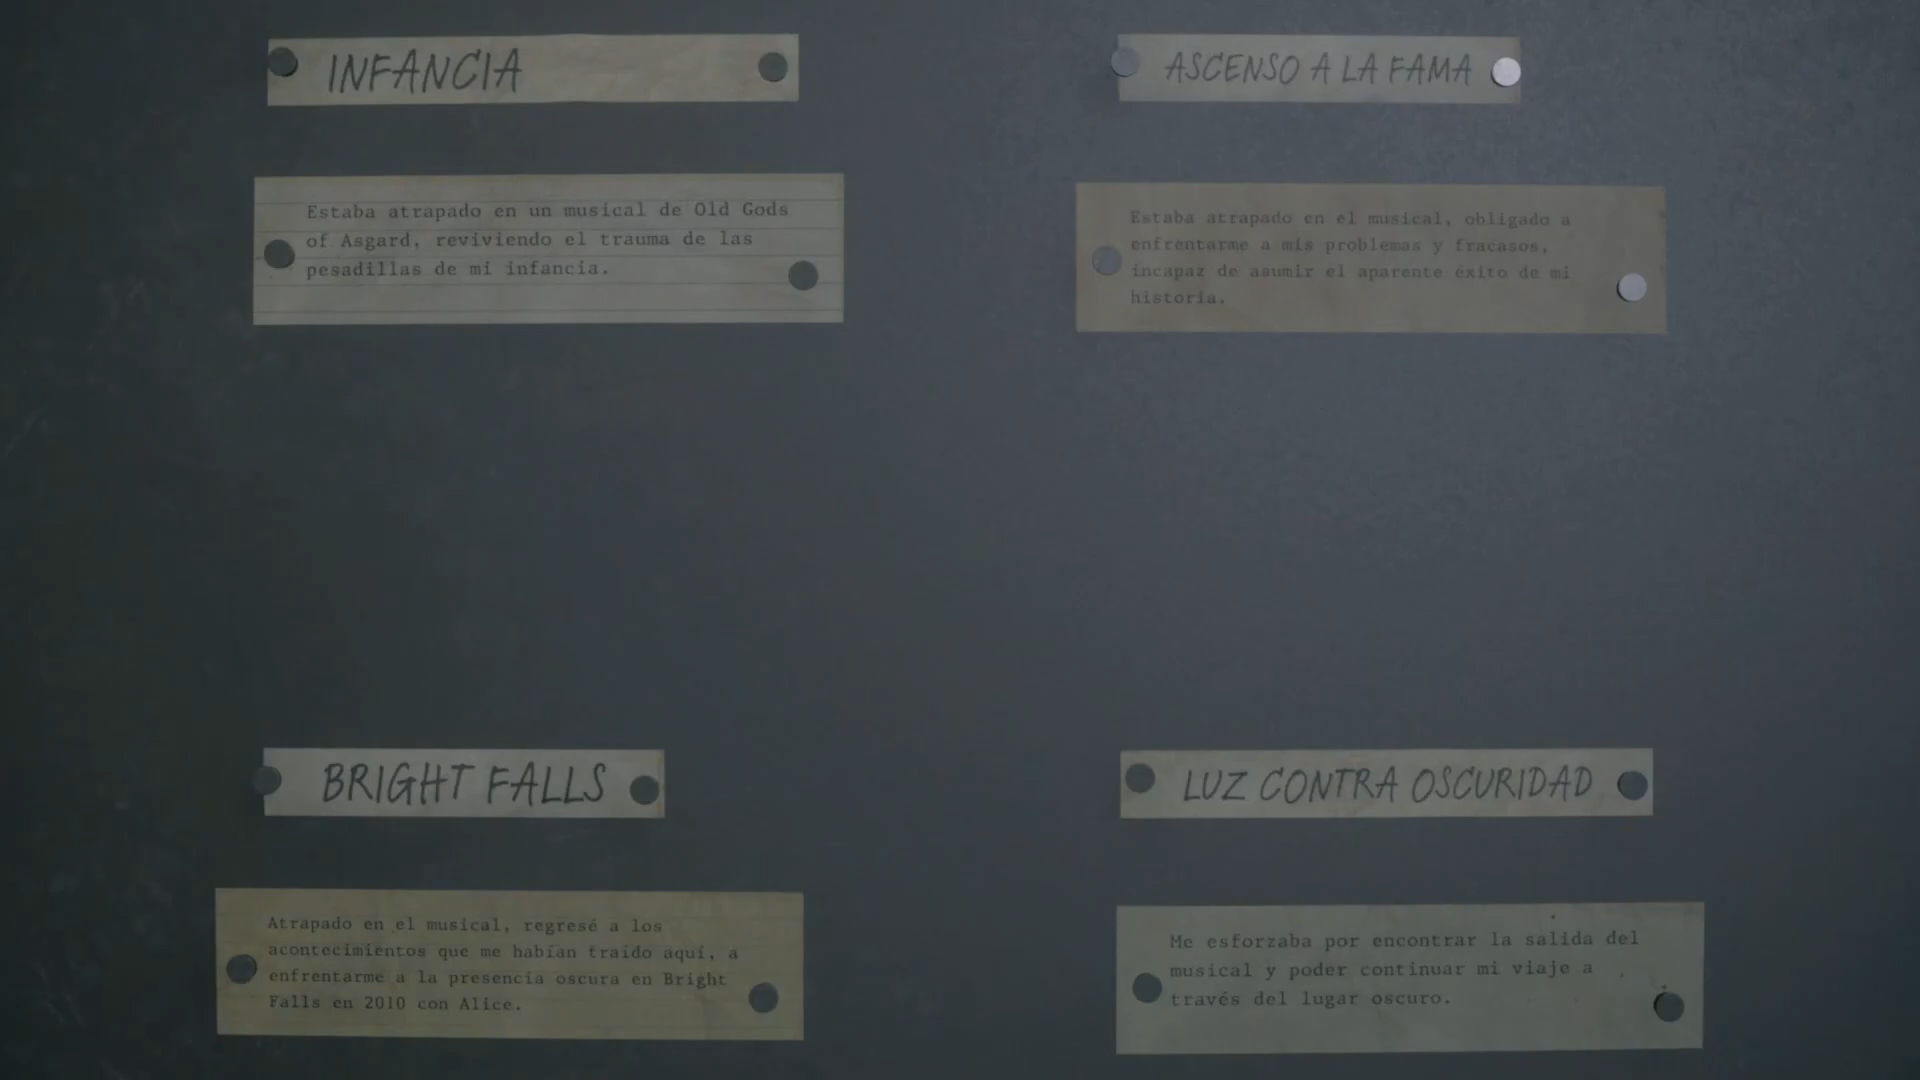 INFANCIA
Estaba atrapado en un musical de Old Gods
of Asgard, reviviendo el trauma de las
pesadillas de mi infancia.
ASCENSO A LA FAMA
Estaba atrapado en el musical, obligado a
enfrentarme a mis problemas y fracasos,
incapaz de asumir el aparente éxito de mi
historia.
BRIGHT FALLS
Atrapado en el musical, regresé a los
acontecimientos que me habían traído aquí, a
enfrentarme a la presencia oscura en Bright
Falls en 2010 con Alice.
LUZ CONTRA OSCURIDAD
Me esforzaba por encontrar la salida del
musical y poder continuar mi viaje a
través del lugar oscuro.